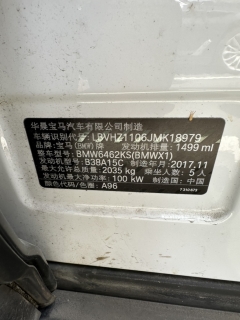 华晨宝马汽车有限公司制造
车辆识别代号: LBVHZ1106JMK18979
品牌: 宝马(BMW)牌 发动机排量: 1499 ml
整车型号: BMW6462KS(BMWX1)
发动机型号: B38A15C 制造年月: 2017.11
最大允许总质量: 2035 kg 乘坐人数: 5 人
发动机最大净功率: 100 kW 制造国: 中国
车身颜色代码/色: A96